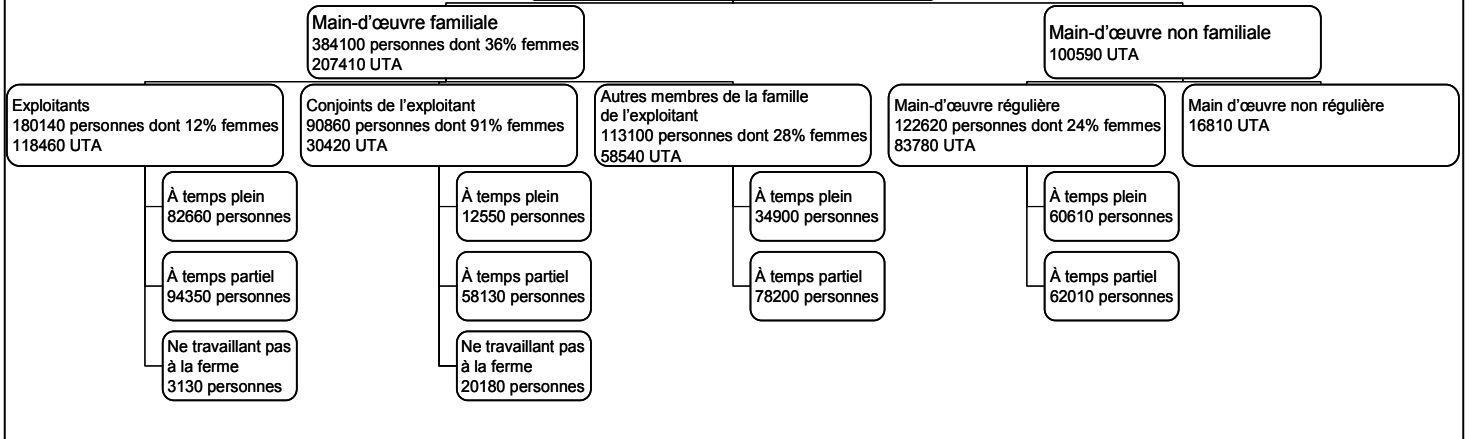 Main-d'œuvre familiale
384100 personnes dont 36% femmes
207410 UTA
Main-d'œuvre non familiale
100590 UTA
Exploitants
180140 personnes dont 12% femmes
118460 UTA
Conjoints de l'exploitant
90860 personnes dont 91% femmes
30420 UTA
Autres membres de la famille
de l'exploitant
113100 personnes dont 28% femmes
58540 UTA
Main-d'œuvre régulière
122620 personnes dont 24% femmes
83780 UTA
Main d'œuvre non régulière
16810 UTA
À temps plein
82660 personnes
À temps partiel
94350 personnes
Ne travaillant pas
à la ferme
3130 personnes
À temps plein
12550 personnes
À temps partiel
58130 personnes
Ne travaillant pas
à la ferme
20180 personnes
À temps plein
34900 personnes
À temps partiel
78200 personnes
À temps plein
60610 personnes
À temps partiel
62010 personnes